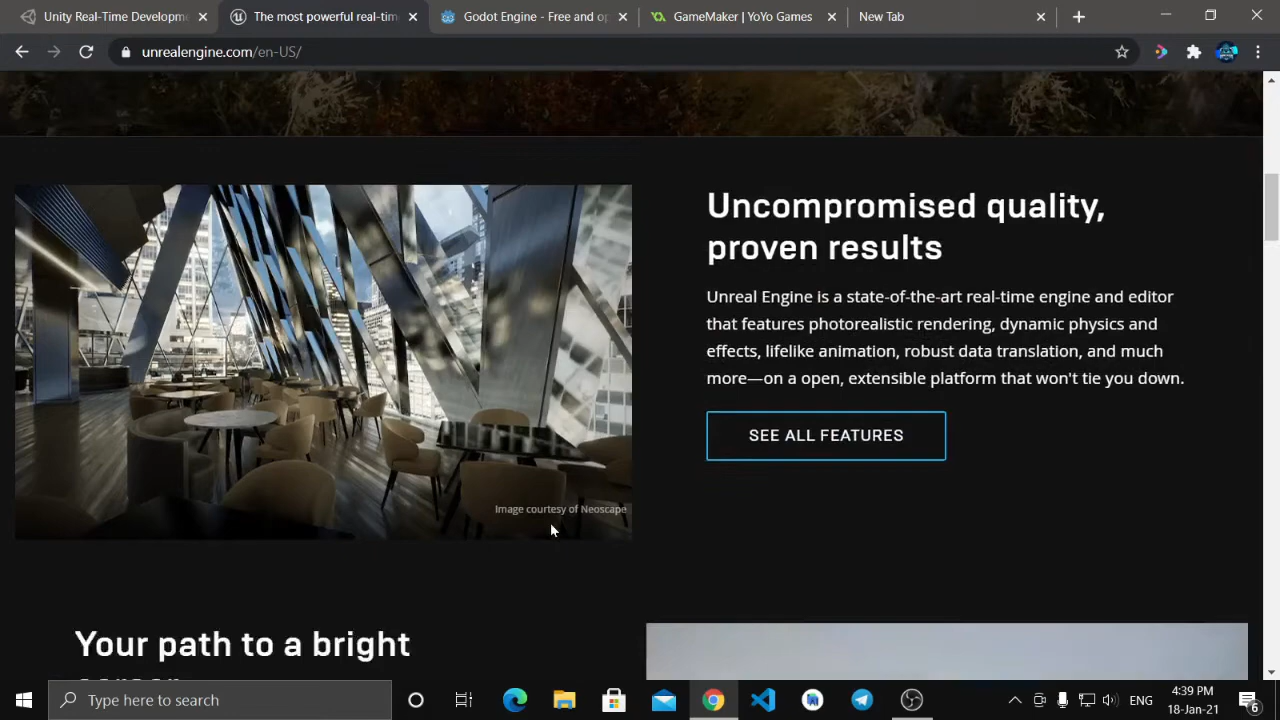 Unity Real-Time Developm
The most powerful real-tim
Godot Engine - Free and op
GameMaker | YoYo Games
New Tab
unrealengine.com/en-US/
Uncompromised quality,
proven results
Unreal Engine is a state-of-the-art real-time engine and editor
that features photorealistic rendering, dynamic physics and
effects, lifelike animation, robust data translation, and much
more—on a open, extensible platform that won't tie you down.
SEE ALL FEATURES
Image courtesy of Neoscape
Your path to a bright
Type here to search
ENG
4:39 PM
18-Jan-21
6